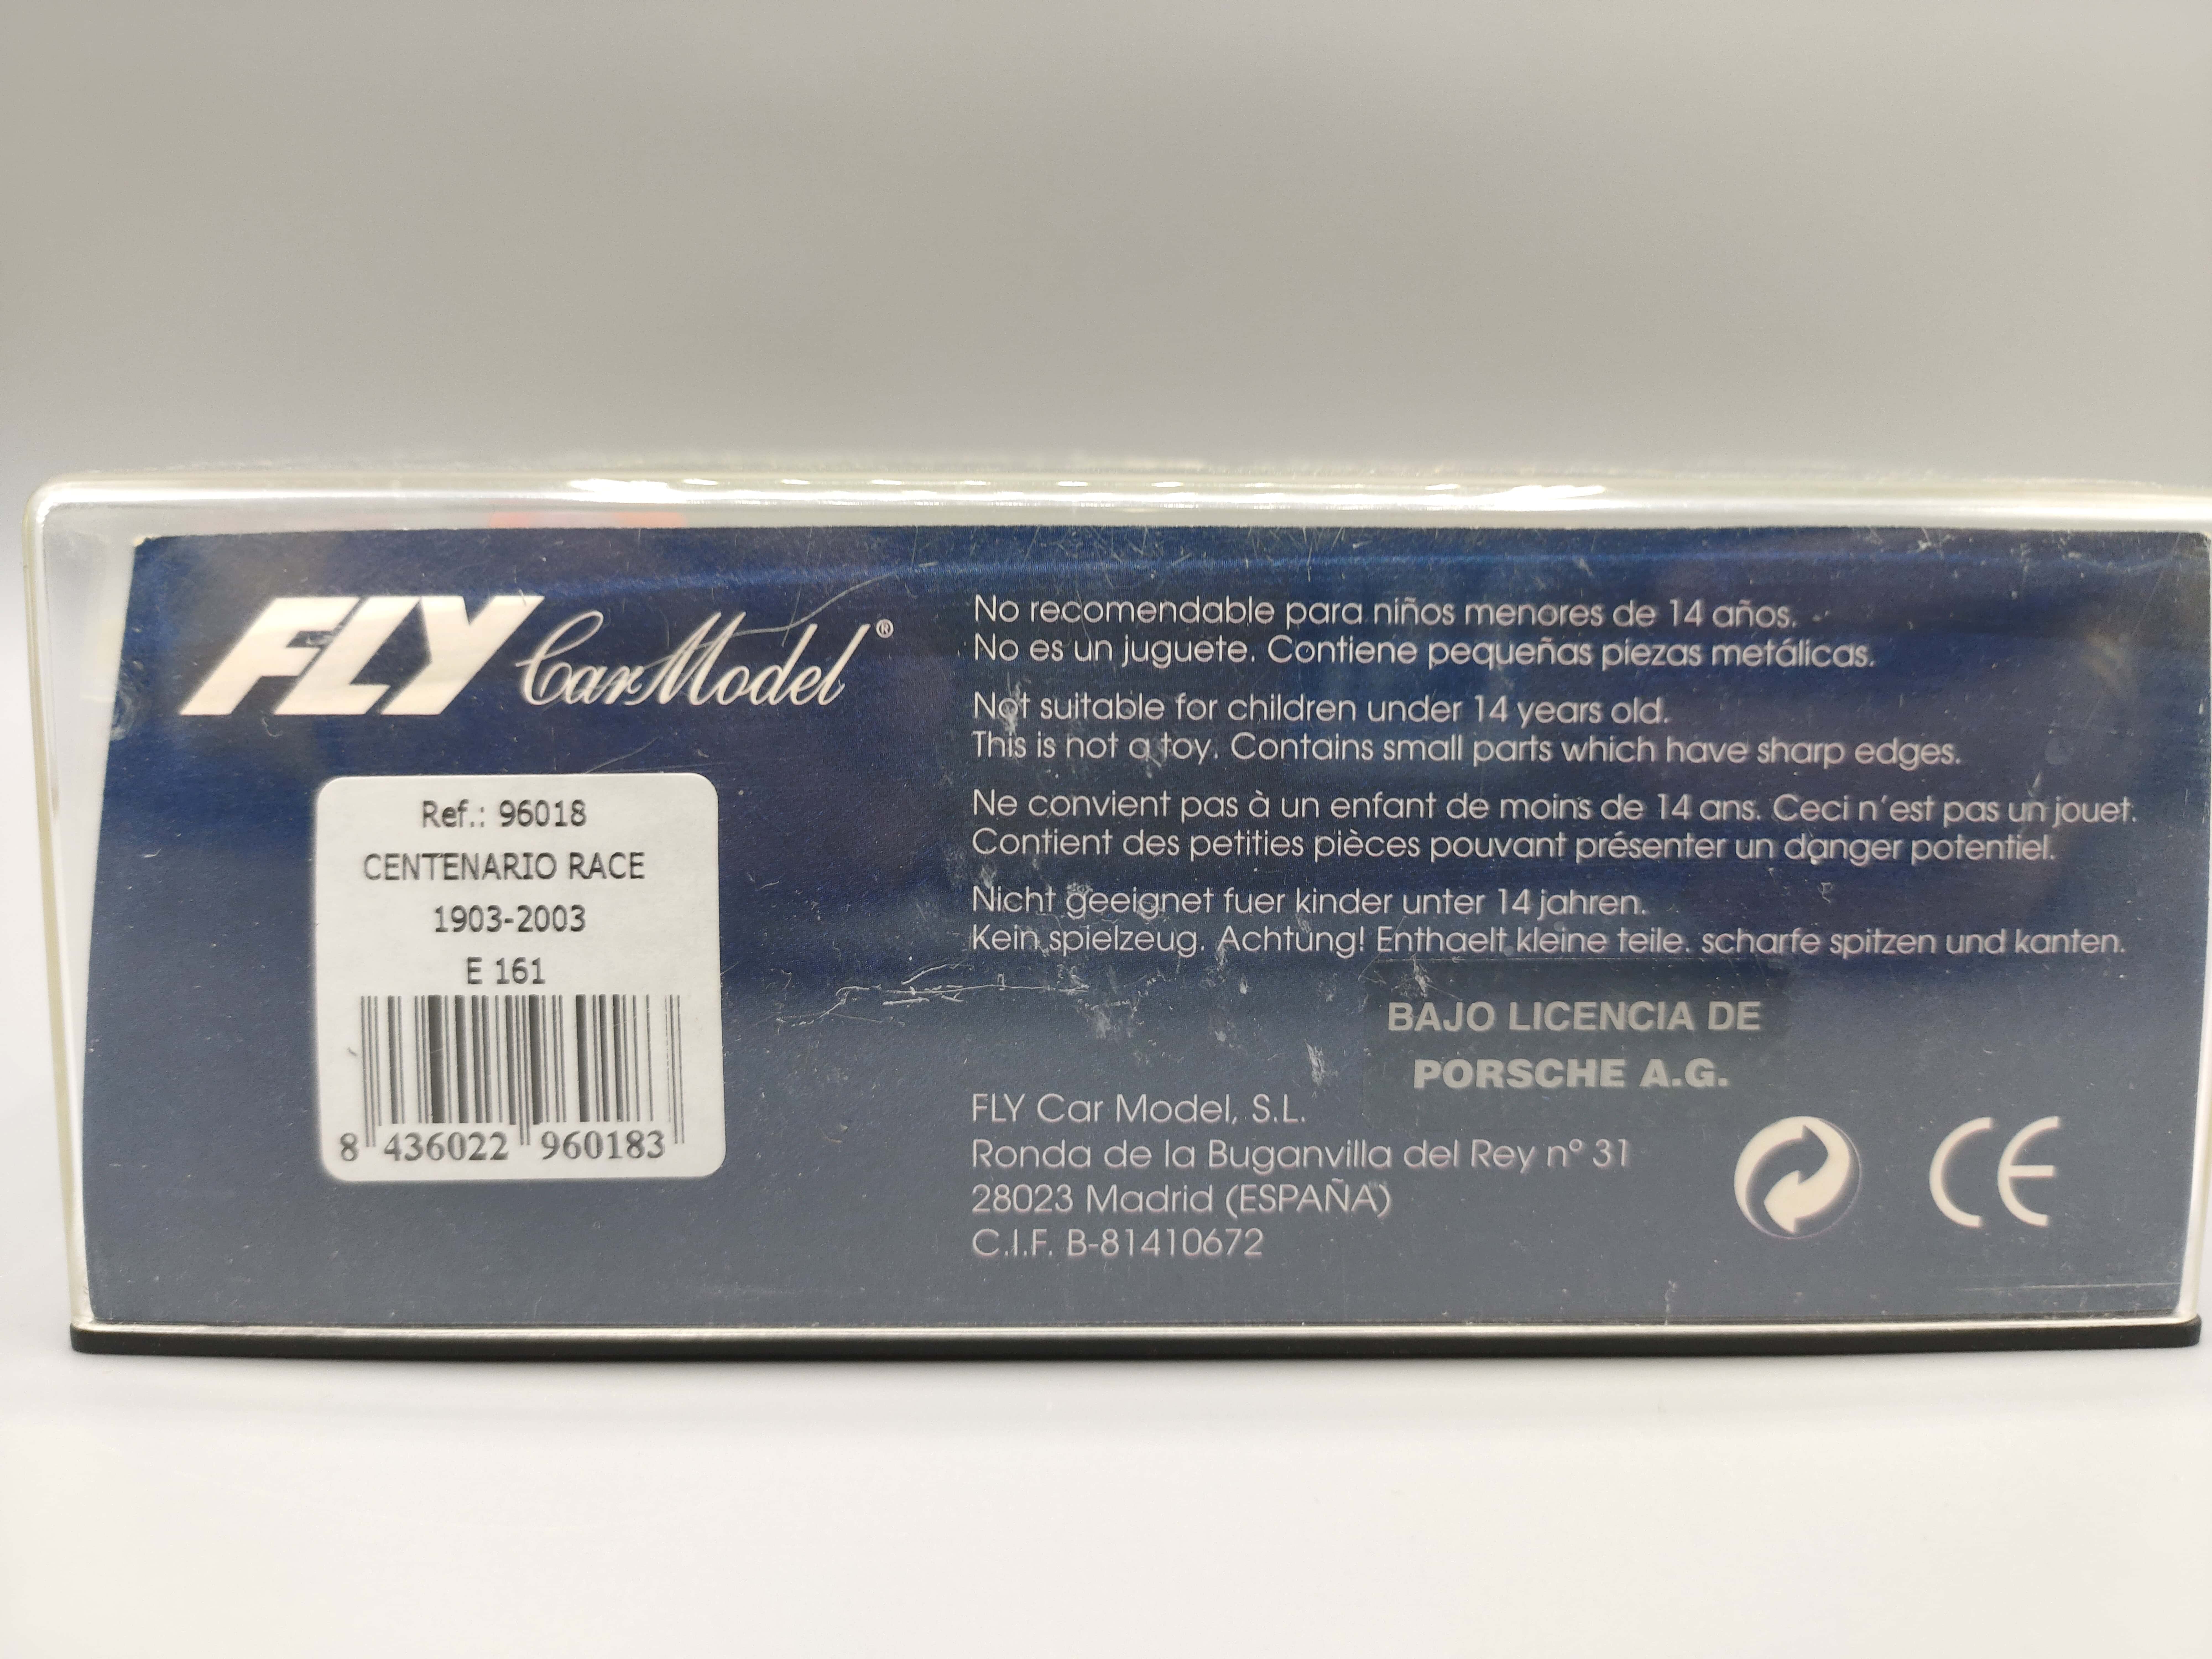 FLY Car Model ®
Ref.: 96018
CENTENARIO RACE
1903-2003
E 161
8 436022 960183
No recomendable para niños menores de 14 años.
No es un juguete. Contiene pequeñas piezas metálicas.
Not suitable for children under 14 years old.
This is not a toy. Contains small parts which have sharp edges.
Ne convient pas à un enfant de moins de 14 ans. Ceci n'est pas un jouet.
Contient des petities pièces pouvant présenter un danger potentiel.
Nicht geeignet fuer kinder unter 14 jahren.
Kein spielzeug. Achtung! Enthaelt kleine teile. scharfe spitzen und kanten.
BAJO LICENCIA DE
PORSCHE A.G.
FLY Car Model, S.L.
Ronda de la Buganvilla del Rey nº 31
28023 Madrid (ESPAÑA)
C.I.F. B-81410672
CE